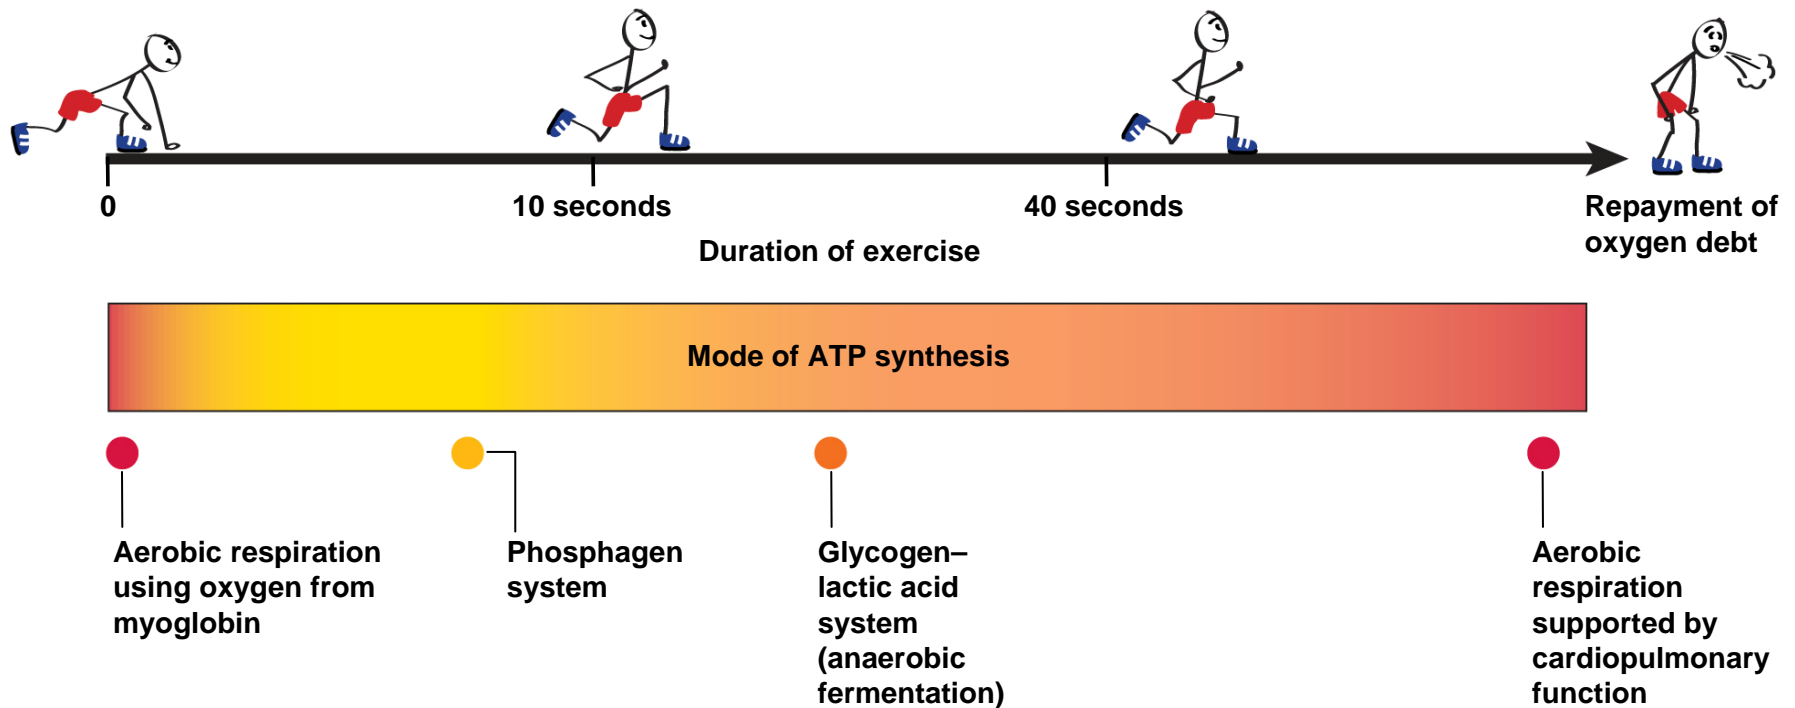 0
10 seconds
40 seconds
Repayment of
oxygen debt
Duration of exercise
Mode of ATP synthesis
Aerobic respiration
using oxygen from
myoglobin
Phosphagen
system
Glycogen–
lactic acid
system
(anaerobic
fermentation)
Aerobic
respiration
supported by
cardiopulmonary
function